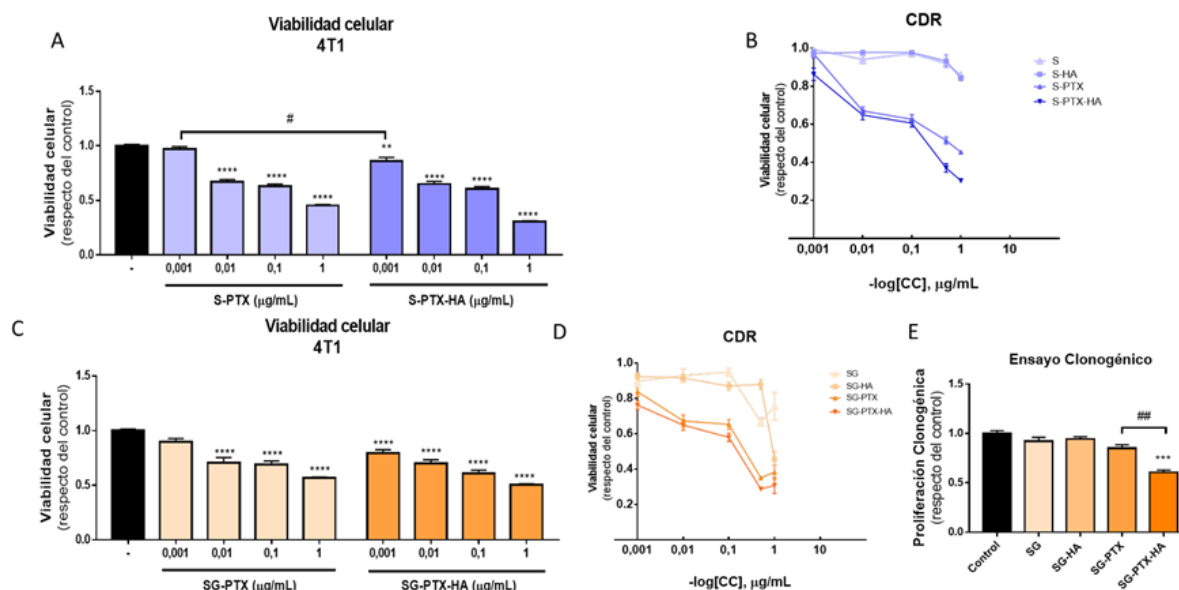 A
Viabilidad celular
4T1
Viabilidad celular
(respecto del control)
1.5
1.0
0.5
0.0
#
****
****
****
**
****
****
****
-
0,001
0,01
0,1
1
0,001
0,01
0,1
1
S-PTX (μg/mL)
S-PTX-HA (μg/mL)
B
CDR
Viabilidad celular
(respecto del control)
1.0
0.8
0.6
0.4
0.2
0,001
0,01
0,1
1
10
-log[CC], μg/mL
S
S-HA
S-PTX
S-PTX-HA
C
Viabilidad celular
4T1
Viabilidad celular
(respecto del control)
1.5
1.0
0.5
0.0
****
****
****
****
****
****
****
-
0,001
0,01
0,1
1
0,001
0,01
0,1
1
SG-PTX (μg/mL)
SG-PTX-HA (μg/mL)
D
CDR
Viabilidad celular
(respecto del control)
1.0
0.8
0.6
0.4
0.2
0,001
0,01
0,1
1
10
-log[CC], μg/mL
SG
SG-HA
SG-PTX
SG-PTX-HA
E
Ensayo Clonogénico
Proliferación Clonogénica
(respecto del control)
1.5
1.0
0.5
0.0
##
***
Control
SG
SG-HA
SG-PTX
SG-PTX-HA